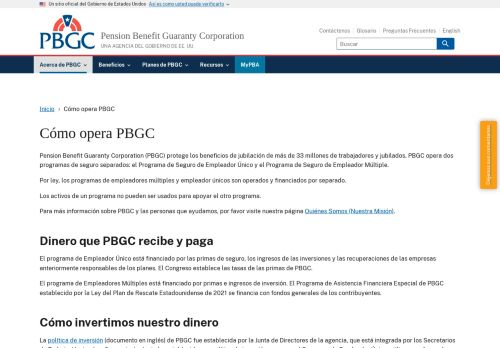 Un sitio oficial del Gobierno de Estados Unidos Así es como usted puede verificarlo
PBGC
Pension Benefit Guaranty Corporation
UNA AGENCIA DEL GOBIERNO DE EE. UU.
Contáctenos Glosario Preguntas Frecuentes English
Buscar
Acerca de PBGC Beneficios Planes de PBGC Recursos MyPBA
Inicio › Cómo opera PBGC
Cómo opera PBGC
Pension Benefit Guaranty Corporation (PBGC) protege los beneficios de jubilación de más de 33 millones de trabajadores y jubilados. PBGC opera dos
programas de seguro separados: el Programa de Seguro de Empleador Único y el Programa de Seguro de Empleador Múltiple.
Por ley, los programas de empleadores múltiples y empleador únicos son operados y financiados por separado.
Los activos de un programa no pueden ser usados para apoyar el otro programa.
Para más información sobre PBGC y las personas que ayudamos, por favor visite nuestra página Quiénes Somos (Nuestra Misión).
Dinero que PBGC recibe y paga
El programa de Empleador Único está financiado por las primas de seguro, los ingresos de las inversiones y las recuperaciones de las empresas
anteriormente responsables de los planes. El Congreso establece las tasas de las primas de PBGC.
El programa de Empleadores Múltiples está financiado por primas e ingresos de inversión. El Programa de Asistencia Financiera Especial de PBGC
establecido por la Ley del Plan de Rescate Estadounidense de 2021 se financia con fondos generales de los contribuyentes.
Cómo invertimos nuestro dinero
La política de inversión (documento en inglés) de PBGC fue establecida por la Junta de Directores de la agencia, que está integrada por los Secretarios